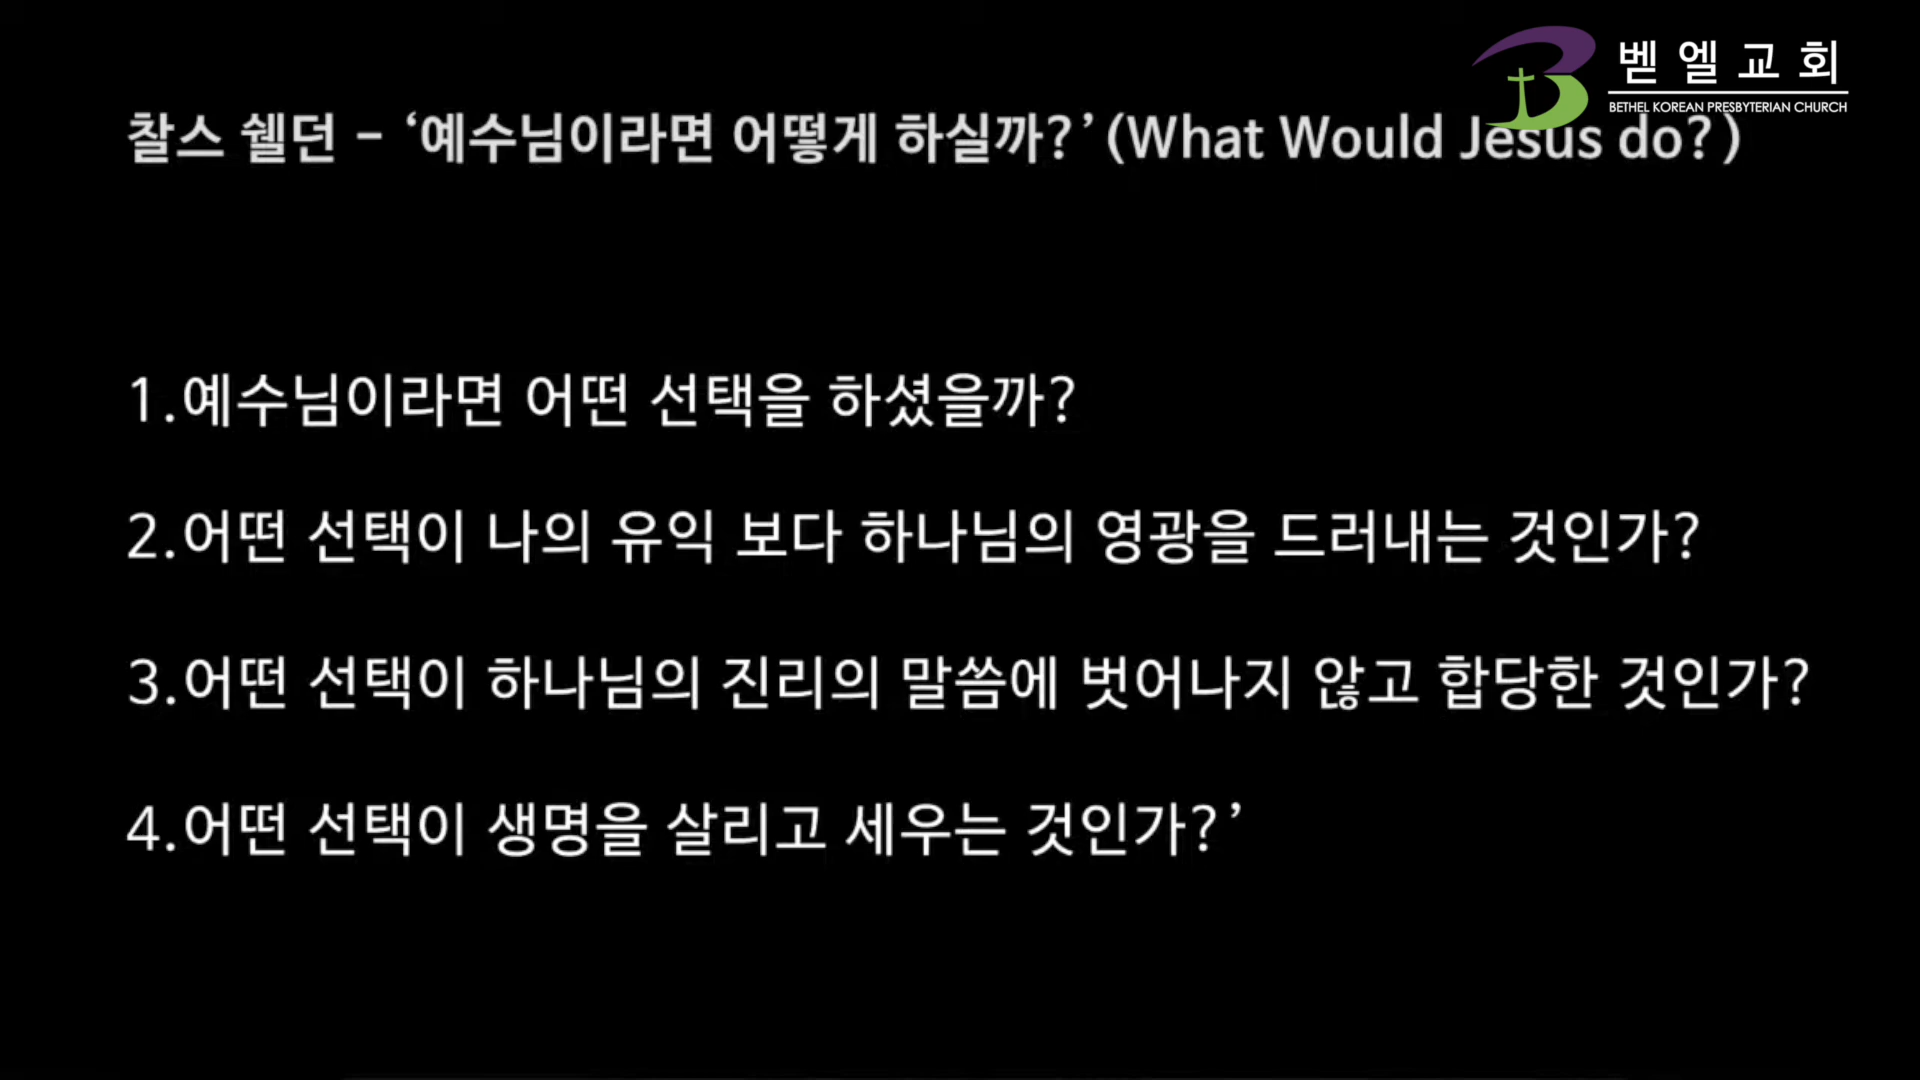 벧엘교회
BETHEL KOREAN PRESBYTERIAN CHURCH
찰스 쉘던 - ‘예수님이라면 어떻게 하실까?’(What Would Jesus do?)
1.예수님이라면 어떤 선택을 하셨을까?
2.어떤 선택이 나의 유익 보다 하나님의 영광을 드러내는 것인가?
3.어떤 선택이 하나님의 진리의 말씀에 벗어나지 않고 합당한 것인가?
4.어떤 선택이 생명을 살리고 세우는 것인가?’